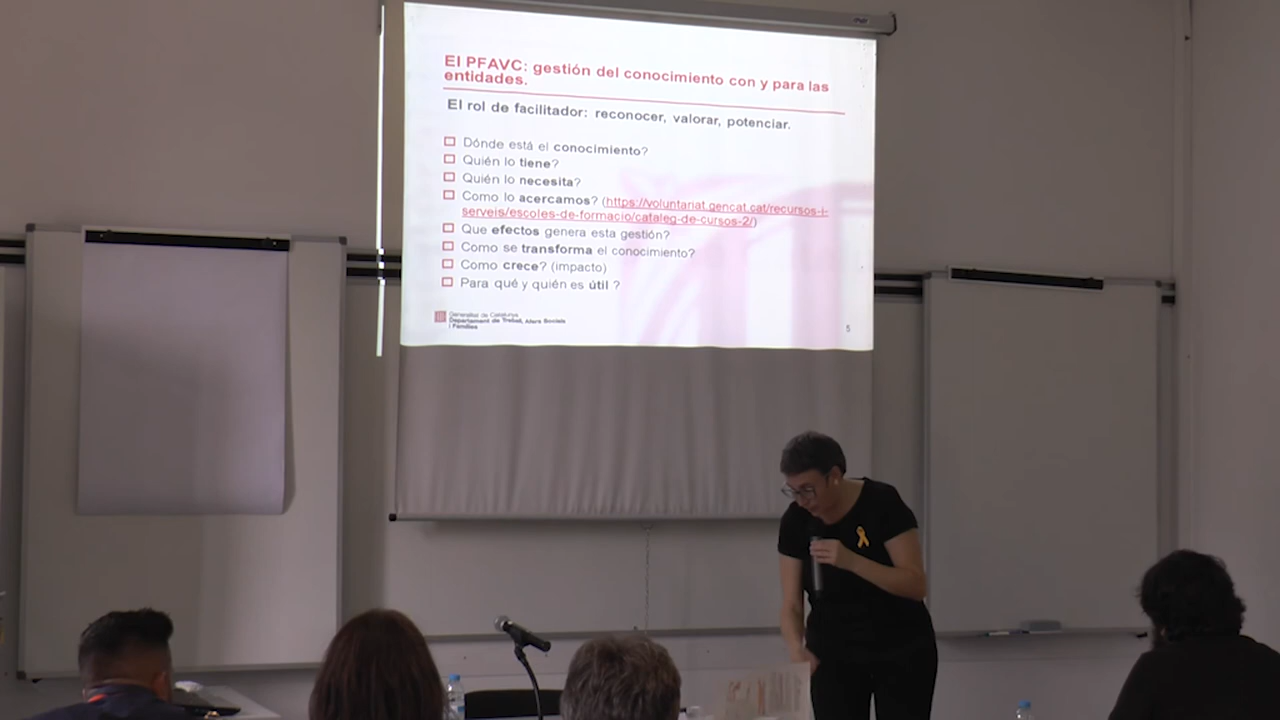 El PFAVC: gestión del conocimiento con y para las
entidades.
El rol de facilitador: reconocer, valorar, potenciar.
Dónde está el conocimiento?
Quién lo tiene?
Quién lo necesita?
Como lo acercamos? (https://voluntariat.gencat.cat/recursos-i-
serveis/escoles-de-formacio/cataleg-de-cursos-2/)
Que efectos genera esta gestión?
Como se transforma el conocimiento?
Como crece? (impacto)
Para qué y quién es útil ?
Generalitat de Catalunya
Departament de Treball, Afers Socials
i Famílies
5